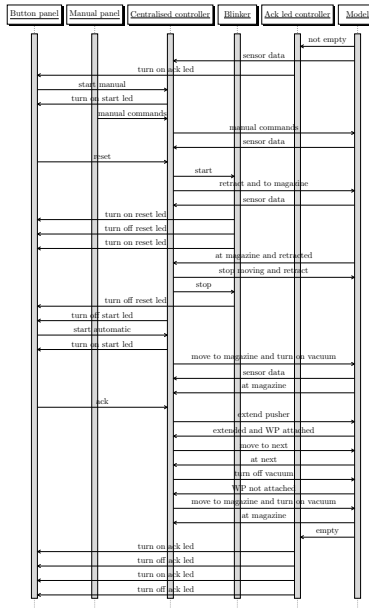 Button panel
Manual panel
Centralised controller
Blinker
Ack led controller
Model
not empty
sensor data
turn on ack led
start manual
turn on start led
manual commands
manual commands
sensor data
reset
start
retract and to magazine
sensor data
turn on reset led
turn off reset led
turn on reset led
at magazine and retracted
stop moving and retract
stop
turn off reset led
turn off start led
start automatic
turn on start led
move to magazine and turn on vacuum
sensor data
at magazine
ack
extend pusher
extended and WP attached
move to next
at next
turn off vacuum
WP not attached
move to magazine and turn on vacuum
at magazine
empty
turn on ack led
turn off ack led
turn on ack led
turn off ack led